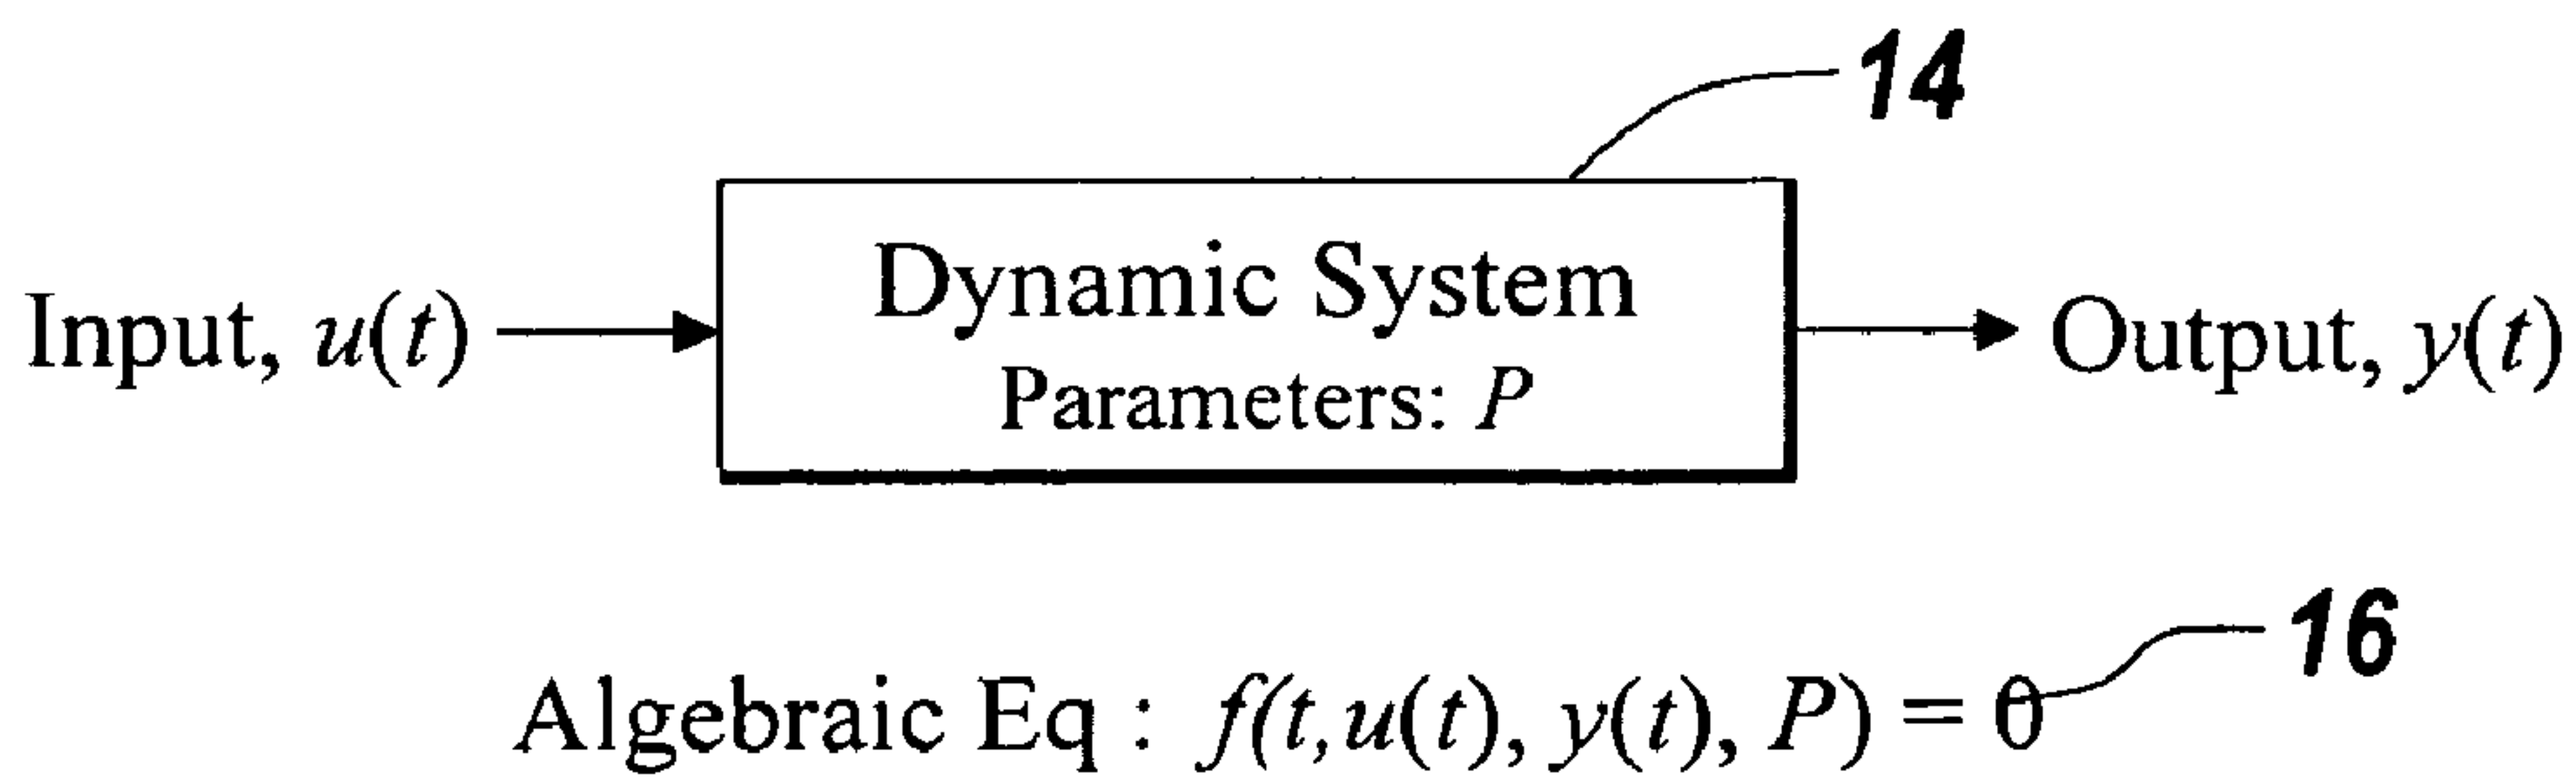 14
Dynamic System
Input, u(t)
Output, y(t)
Parameters: P
16
Algebraic Eq : f(t,u(t), y(t), P) = 0